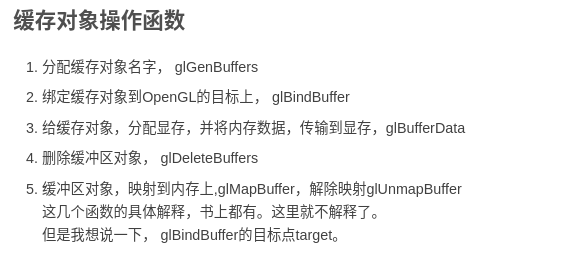 缓存对象操作函数
1. 分配缓存对象名字， glGenBuffers
2. 绑定缓存对象到OpenGL的目标上， glBindBuffer
3. 给缓存对象，分配显存，并将内存数据，传输到显存，glBufferData
4. 删除缓冲区对象， glDeleteBuffers
5. 缓冲区对象，映射到内存上,glMapBuffer，解除映射glUnmapBuffer
这几个函数的具体解释，书上都有。这里就不解释了。
但是我想说一下， glBindBuffer的目标点target。